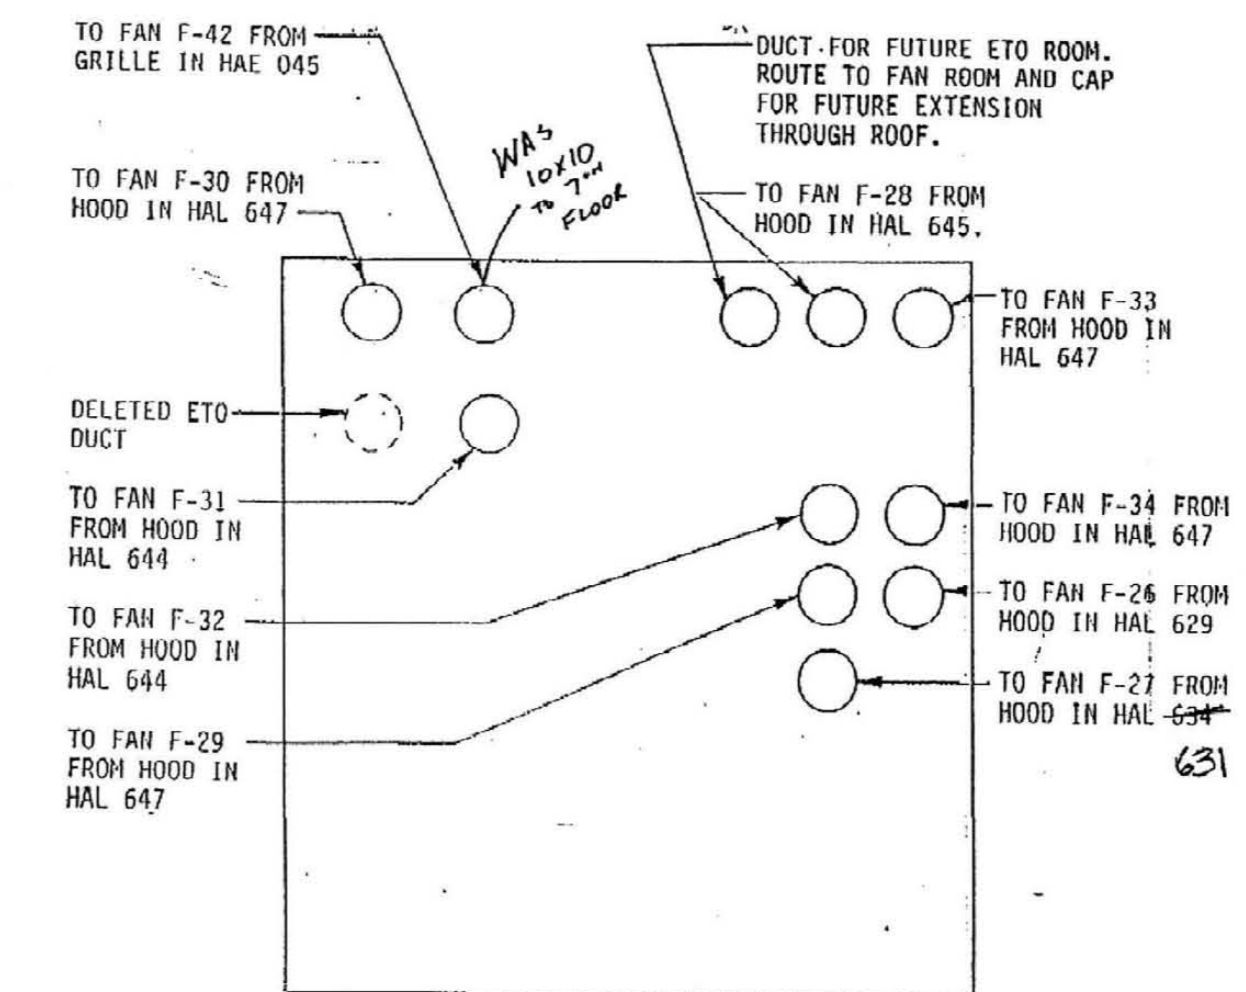 TO FAN F-42 FROM
GRILLE IN HAE 045
DUCT FOR FUTURE ETO ROOM.
ROUTE TO FAN ROOM AND CAP
FOR FUTURE EXTENSION
THROUGH ROOF.
WAS
10X10
TO 7TH
FLOOR
TO FAN F-30 FROM
HOOD IN HAL 647
TO FAN F-28 FROM
HOOD IN HAL 645.
TO FAN F-33
FROM HOOD IN
HAL 647
DELETED ETO
DUCT
TO FAN F-31
FROM HOOD IN
HAL 644
TO FAN F-34 FROM
HOOD IN HAL 647
TO FAN F-26 FROM
HOOD IN HAL 629
TO FAN F-32
FROM HOOD IN
HAL 644
TO FAN F-27 FROM
HOOD IN HAL 634
631
TO FAN F-29
FROM HOOD IN
HAL 647